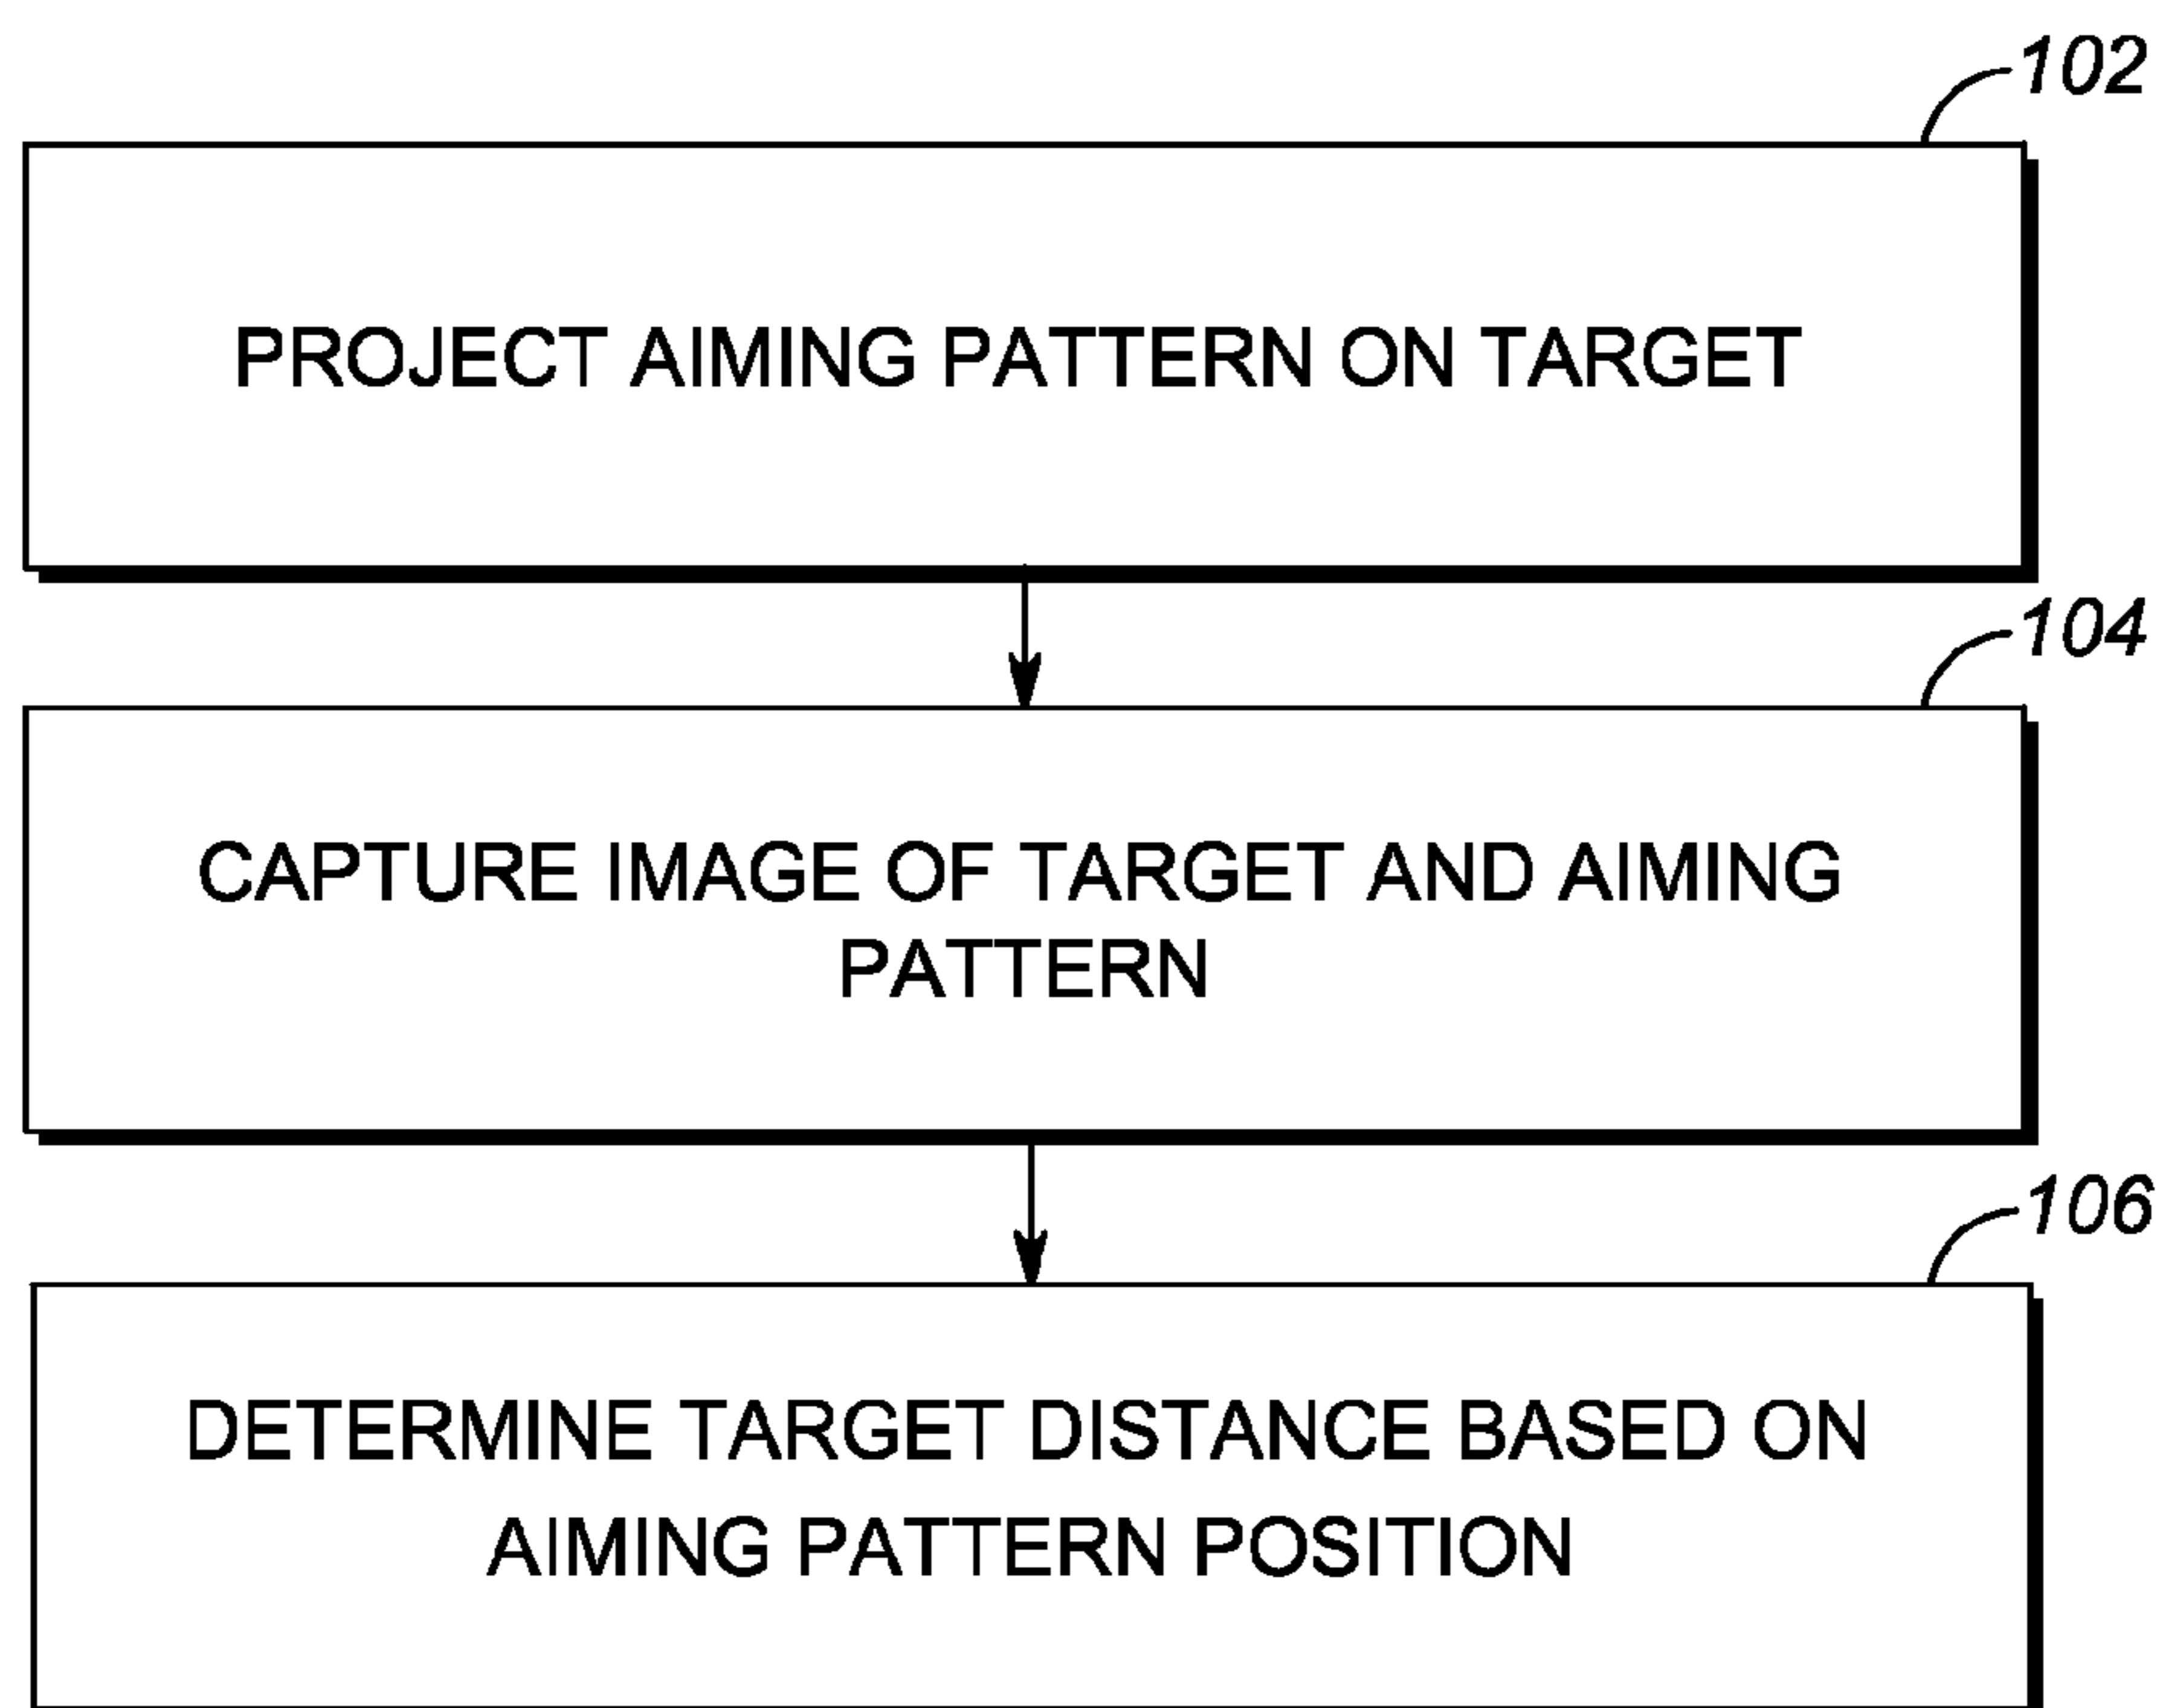 102
PROJECT AIMING PATTERN ON TARGET
104
CAPTURE IMAGE OF TARGET AND AIMING
PATTERN
106
DETERMINE TARGET DISTANCE BASED ON
AIMING PATTERN POSITION